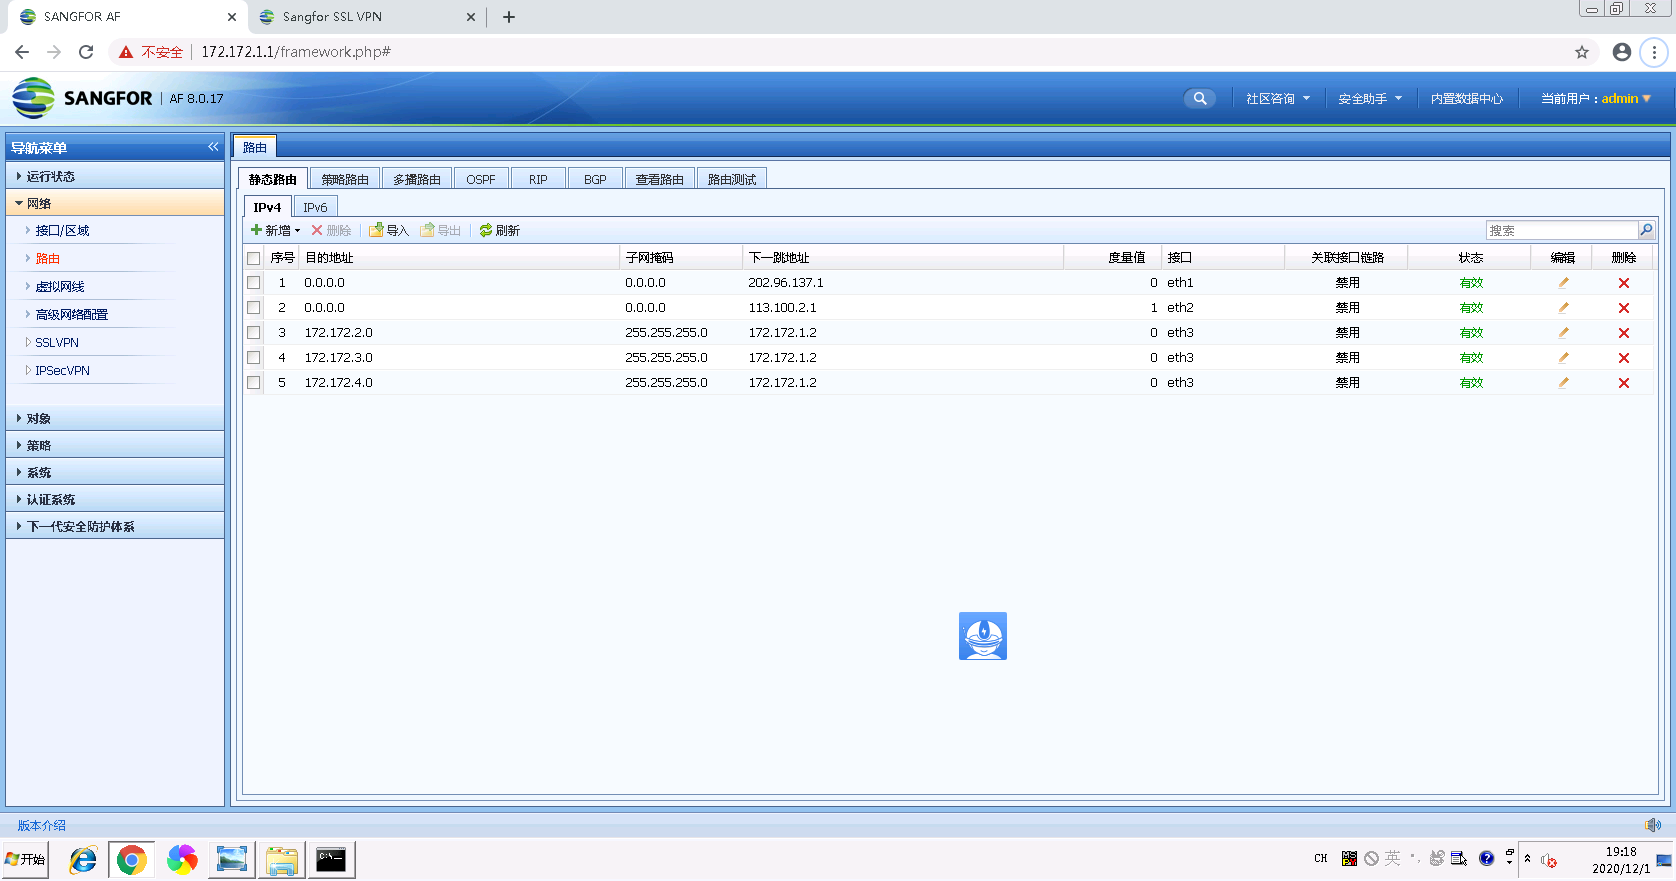 SANGFOR AF
Sangfor SSL VPN
不安全 172.172.1.1/framework.php#
SANGFOR AF 8.0.17
社区咨询 安全助手 内置数据中心 当前用户：admin
导航菜单
运行状态
网络
接口/区域
路由
虚拟网线
高级网络配置
SSLVPN
IPSecVPN
对象
策略
系统
认证系统
下一代安全防护体系
路由
静态路由 策略路由 多播路由 OSPF RIP BGP 查看路由 路由测试
IPv4 IPv6
新增 删除 导入 导出 刷新 搜索
序号 目的地址 子网掩码 下一跳地址 度量值 接口 关联接口链路 状态 编辑 删除
1 0.0.0.0 0.0.0.0 202.96.137.1 0 eth1 禁用 有效
2 0.0.0.0 0.0.0.0 113.100.2.1 1 eth2 禁用 有效
3 172.172.2.0 255.255.255.0 172.172.1.2 0 eth3 禁用 有效
4 172.172.3.0 255.255.255.0 172.172.1.2 0 eth3 禁用 有效
5 172.172.4.0 255.255.255.0 172.172.1.2 0 eth3 禁用 有效
版本介绍
开始
C:\_
CH 英
19:18
2020/12/1